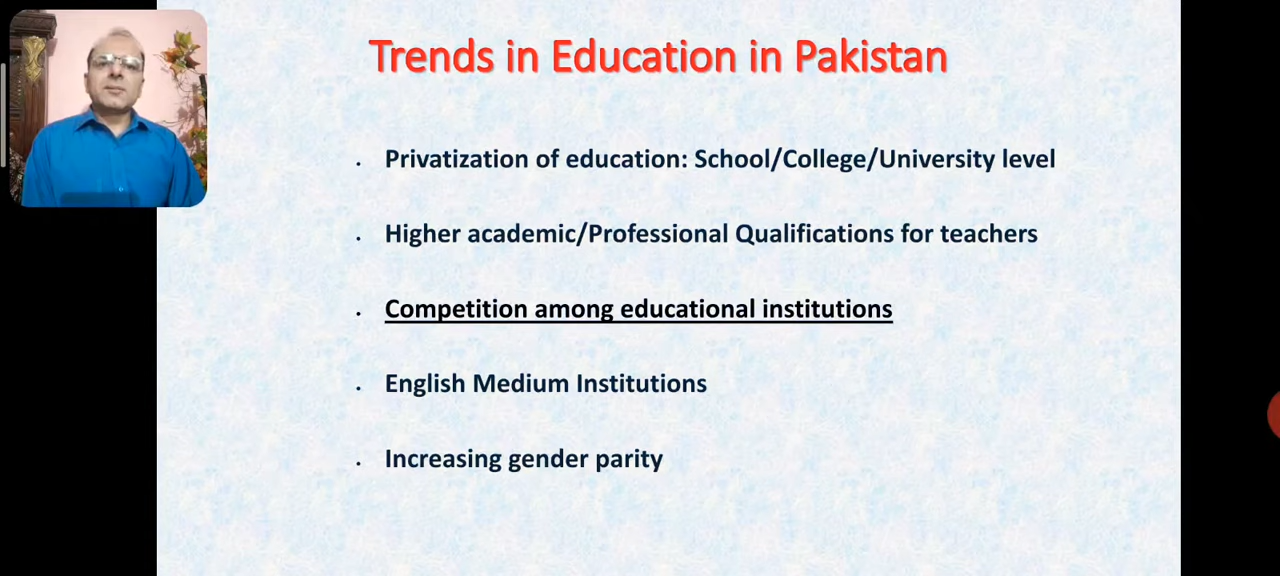 Trends in Education in Pakistan
• Privatization of education: School/College/University level
• Higher academic/Professional Qualifications for teachers
• Competition among educational institutions
• English Medium Institutions
• Increasing gender parity